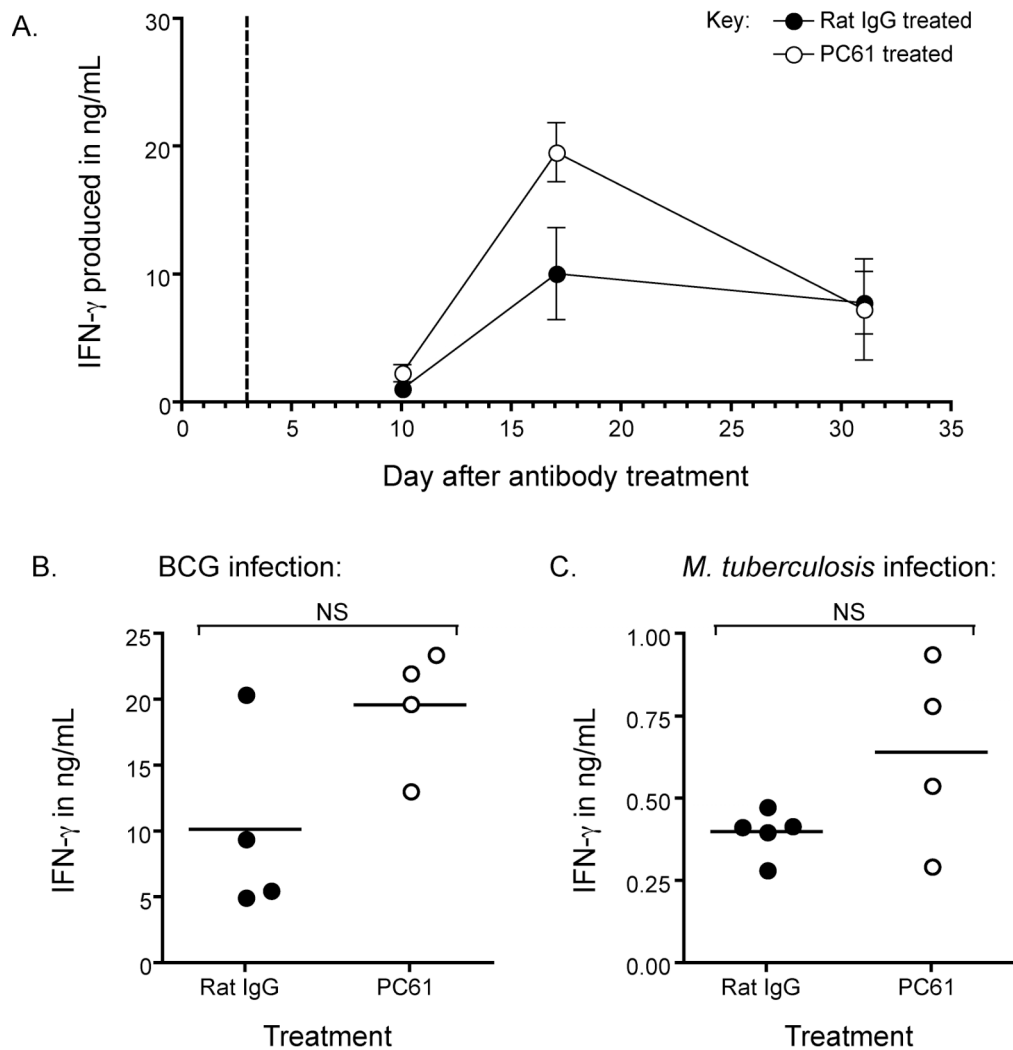 A.
Key: Rat IgG treated
PC61 treated
IFN-γ produced in ng/mL
30
20
10
0
0 5 10 15 20 25 30 35
Day after antibody treatment
B. BCG infection:
NS
IFN-γ in ng/mL
25
20
15
10
5
0
Rat IgG PC61
Treatment
C. M. tuberculosis infection:
NS
IFN-γ in ng/mL
1.00
0.75
0.50
0.25
0.00
Rat IgG PC61
Treatment